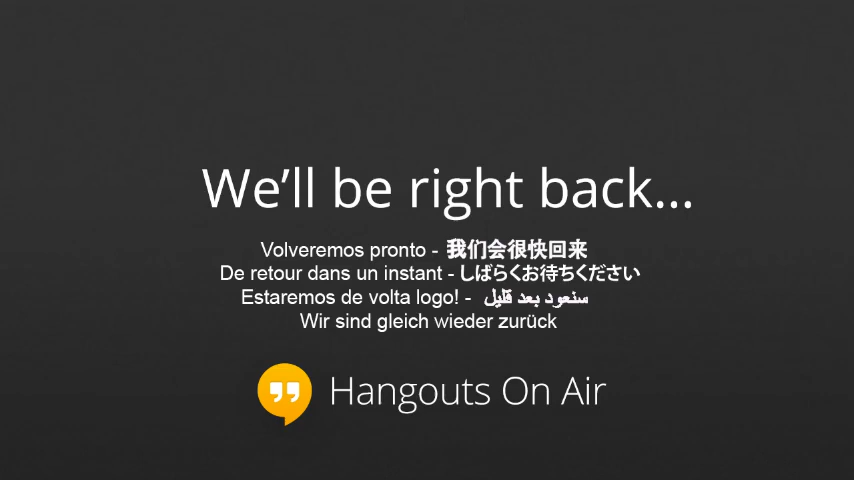 We'll be right back...
Volveremos pronto - 我们会很快回来
De retour dans un instant - しばらくお待ちください
Estaremos de volta logo! - سنعود بعد قليل
Wir sind gleich wieder zurück
Hangouts On Air